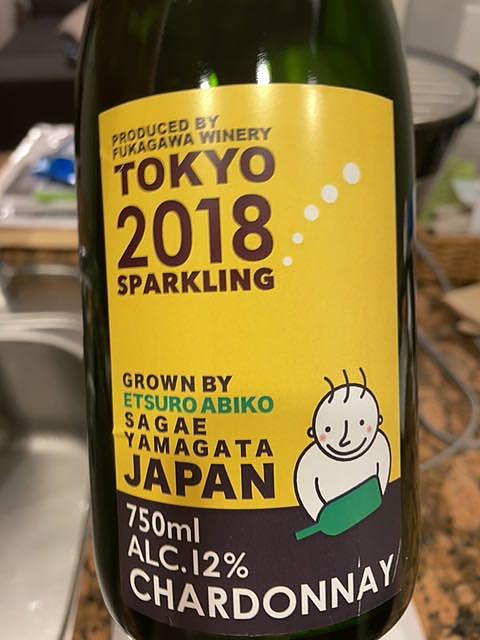 PRODUCED BY
FUKAGAWA WINERY
TOKYO
2018
SPARKLING
GROWN BY
ETSURO ABIKO
SAGAE
YAMAGATA
JAPAN
750ml
ALC.12%
CHARDONNAY